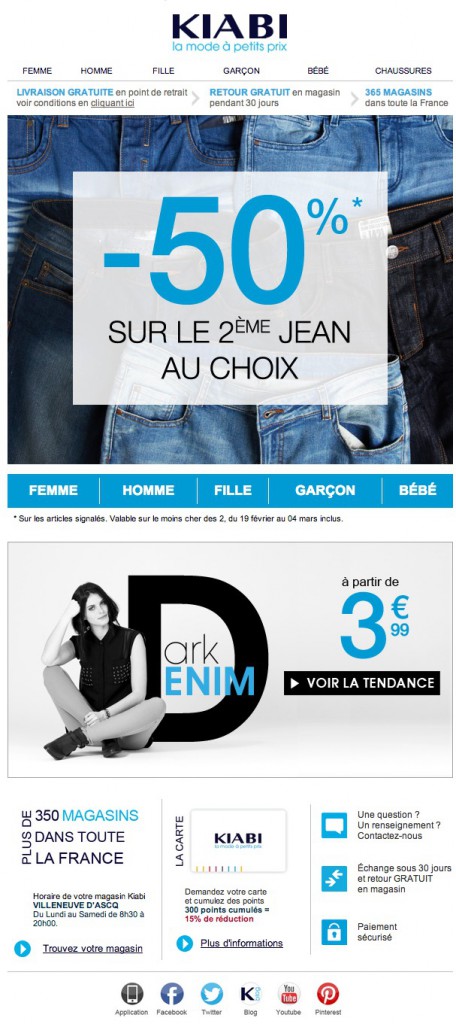 KIABI
la mode à petits prix
FEMME HOMME FILLE GARÇON BÉBÉ CHAUSSURES
LIVRAISON GRATUITE en point de retrait
voir conditions en cliquant ici
RETOUR GRATUIT en magasin
pendant 30 jours
365 MAGASINS
dans toute la France
-50%*
SUR LE 2ÈME JEAN
AU CHOIX
FEMME HOMME FILLE GARÇON BÉBÉ
* Sur les articles signalés. Valable sur le moins cher des 2, du 19 février au 04 mars inclus.
Dark
DENIM
à partir de
3€99
VOIR LA TENDANCE
PLUS DE
350 MAGASINS
DANS TOUTE
LA FRANCE
Horaire de votre magasin Kiabi
VILLENEUVE D'ASCQ
Du Lundi au Samedi de 8h30 à
20h00.
Trouvez votre magasin
LA CARTE
KIABI
la mode à petits prix
Demandez votre carte
et cumulez des points
300 points cumulés =
15% de réduction
Plus d'informations
Une question ?
Un renseignement ?
Contactez-nous
Échange sous 30 jours
et retour GRATUIT
en magasin
Paiement
sécurisé
K blog
You
Tube
Application Facebook Twitter Blog Youtube Pinterest